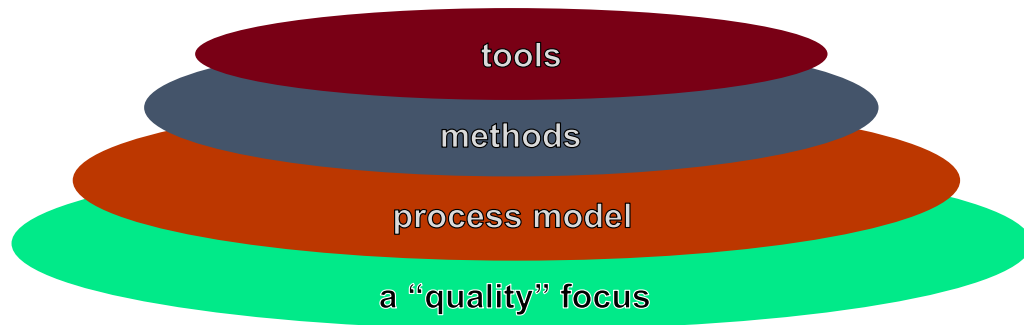 tools
methods
process model
a “quality” focus